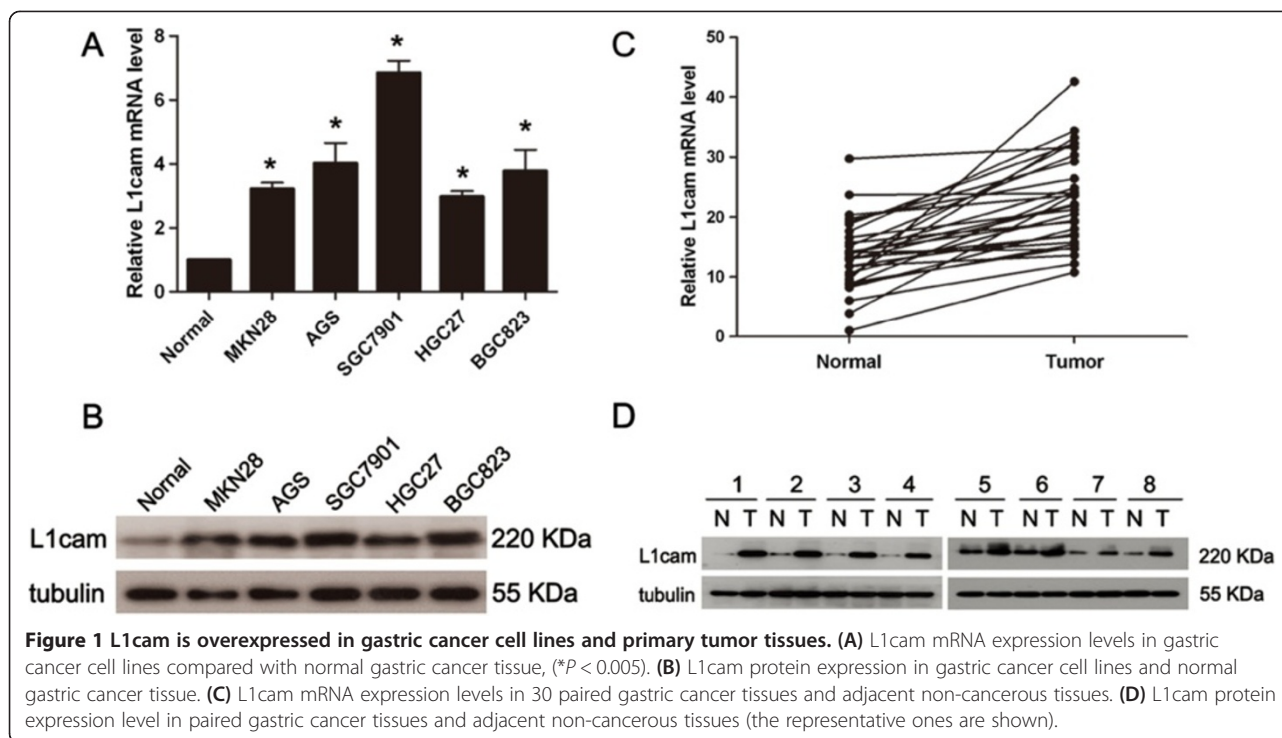 A
Relative L1cam mRNA level
8
6
4
2
0
*
*
*
*
*
Normal
MKN28
AGS
SGC7901
HGC27
BGC823
C
Relative L1cam mRNA level
50
40
30
20
10
0
Normal
Tumor
B
Nornal MKN28 AGS SGC7901 HGC27 BGC823
L1cam 220 KDa
tubulin 55 KDa
D
1 2 3 4 5 6 7 8
N T N T N T N T N T N T N T N T
L1cam 220 KDa
tubulin 55 KDa
Figure 1 L1cam is overexpressed in gastric cancer cell lines and primary tumor tissues. (A) L1cam mRNA expression levels in gastric
cancer cell lines compared with normal gastric cancer tissue, (*P < 0.005). (B) L1cam protein expression in gastric cancer cell lines and normal
gastric cancer tissue. (C) L1cam mRNA expression levels in 30 paired gastric cancer tissues and adjacent non-cancerous tissues. (D) L1cam protein
expression level in paired gastric cancer tissues and adjacent non-cancerous tissues (the representative ones are shown).